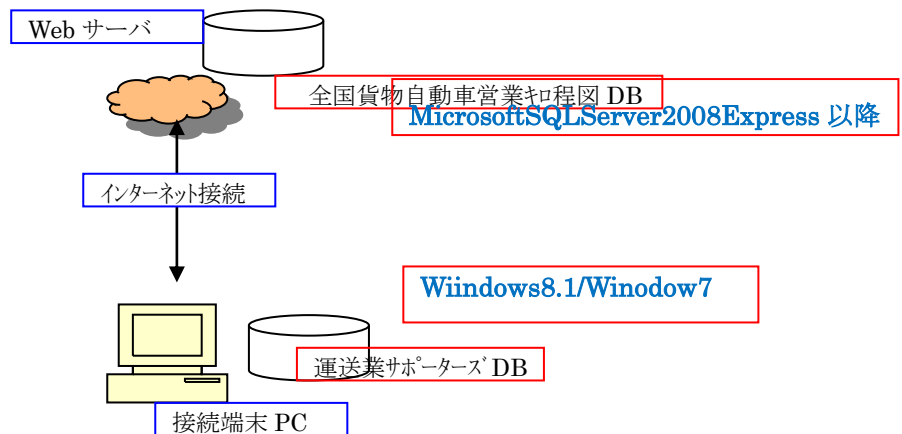 Web サーバ
全国貨物自動車営業ｷﾛ程図 DB
MicrosoftSQLServer2008Express 以降
ｲﾝﾀｰﾈｯﾄ接続
Wiindows8.1/Winodow7
運送業ｻﾎﾟｰﾀｰｽﾞ DB
接続端末 PC